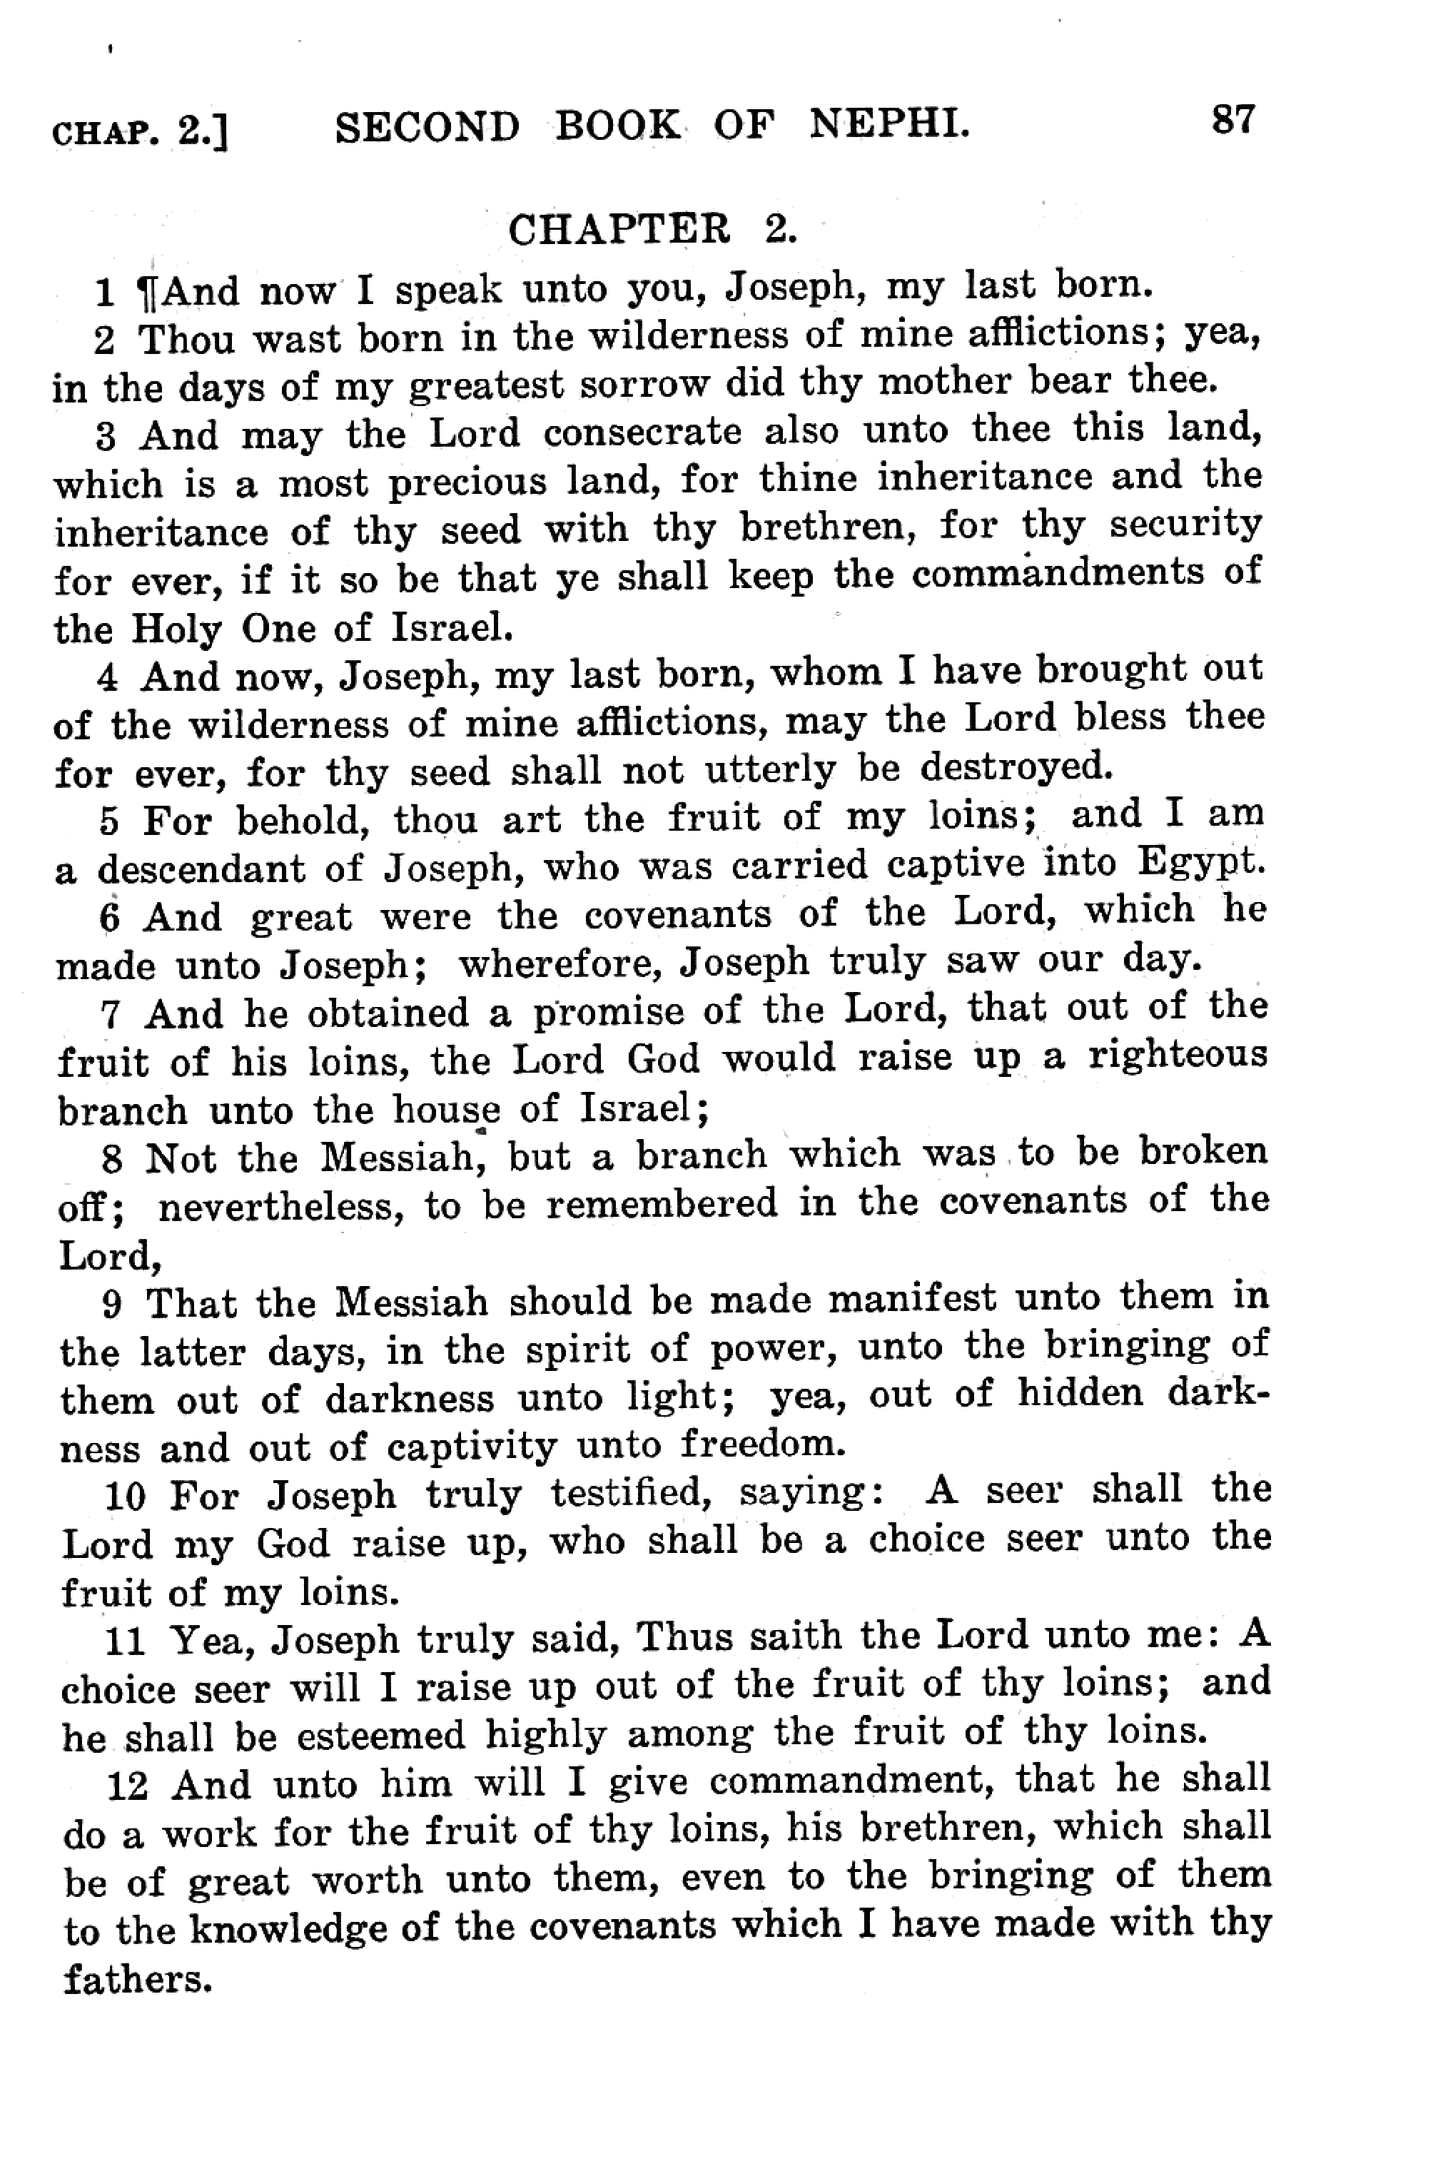 CHAP. 2.] SECOND BOOK OF NEPHI. 87
CHAPTER 2.
1 ¶And now I speak unto you, Joseph, my last born.
2 Thou wast born in the wilderness of mine afflictions; yea,
in the days of my greatest sorrow did thy mother bear thee.
3 And may the Lord consecrate also unto thee this land,
which is a most precious land, for thine inheritance and the
inheritance of thy seed with thy brethren, for thy security
for ever, if it so be that ye shall keep the commandments of
the Holy One of Israel.
4 And now, Joseph, my last born, whom I have brought out
of the wilderness of mine afflictions, may the Lord bless thee
for ever, for thy seed shall not utterly be destroyed.
5 For behold, thou art the fruit of my loins; and I am
a descendant of Joseph, who was carried captive into Egypt.
6 And great were the covenants of the Lord, which he
made unto Joseph; wherefore, Joseph truly saw our day.
7 And he obtained a promise of the Lord, that out of the
fruit of his loins, the Lord God would raise up a righteous
branch unto the house of Israel;
8 Not the Messiah, but a branch which was to be broken
off; nevertheless, to be remembered in the covenants of the
Lord,
9 That the Messiah should be made manifest unto them in
the latter days, in the spirit of power, unto the bringing of
them out of darkness unto light; yea, out of hidden dark-
ness and out of captivity unto freedom.
10 For Joseph truly testified, saying: A seer shall the
Lord my God raise up, who shall be a choice seer unto the
fruit of my loins.
11 Yea, Joseph truly said, Thus saith the Lord unto me: A
choice seer will I raise up out of the fruit of thy loins; and
he shall be esteemed highly among the fruit of thy loins.
12 And unto him will I give commandment, that he shall
do a work for the fruit of thy loins, his brethren, which shall
be of great worth unto them, even to the bringing of them
to the knowledge of the covenants which I have made with thy
fathers.